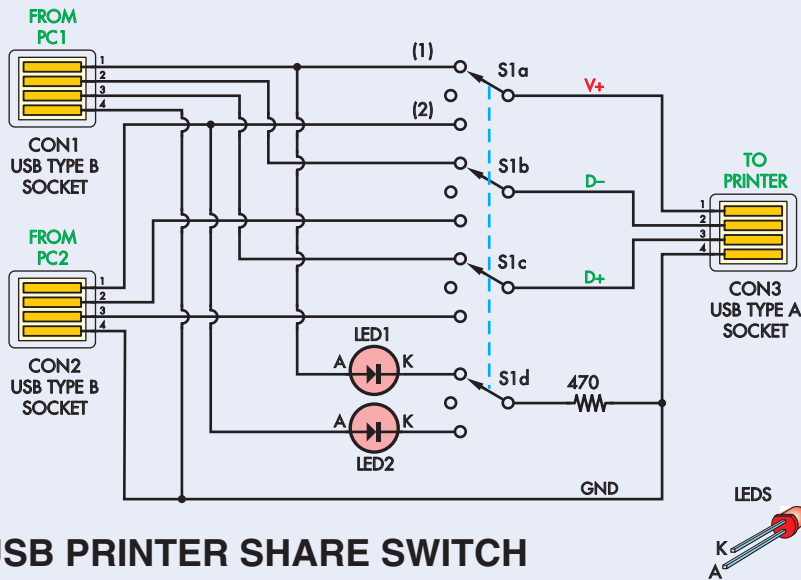 FROM
PC1
1
2
3
4
CON1
USB TYPE B
SOCKET
FROM
PC2
1
2
3
4
CON2
USB TYPE B
SOCKET
(1)
(2)
S1a
S1b
S1c
S1d
V+
D–
D+
LED1
A K
A K
LED2
470
GND
TO
PRINTER
1
2
3
4
CON3
USB TYPE A
SOCKET
LEDS
K
A
USB PRINTER SHARE SWITCH